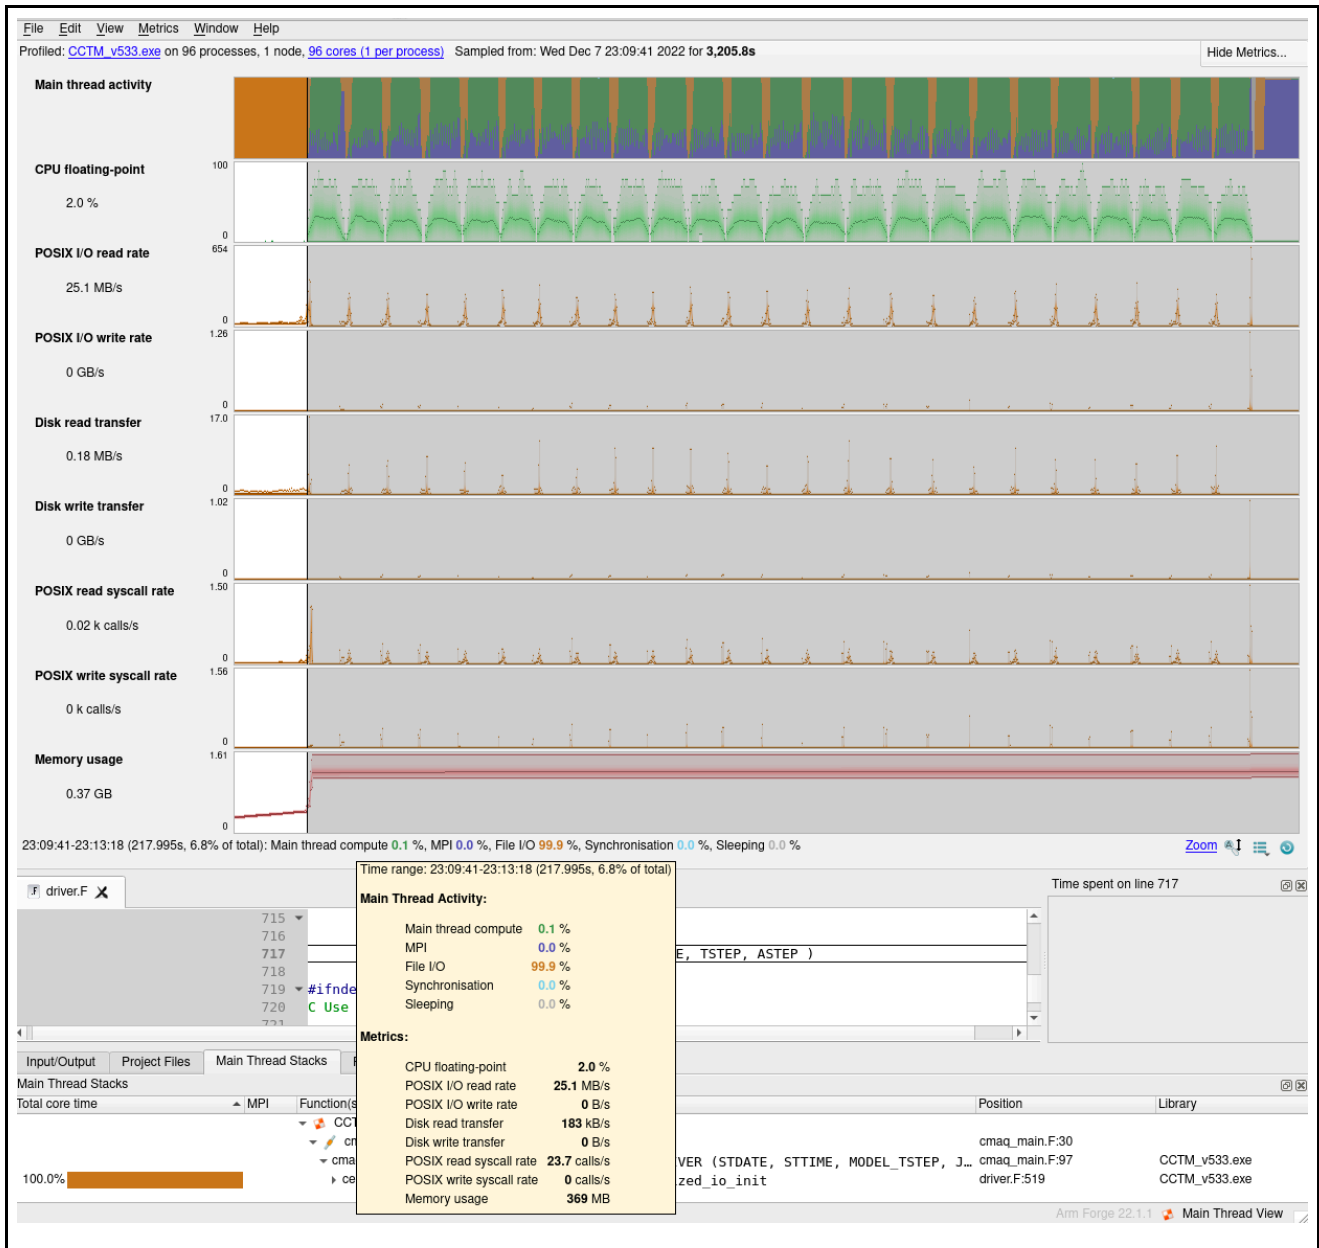 File Edit View Metrics Window Help
Profiled: CCTM_v533.exe on 96 processes, 1 node, 96 cores (1 per process) Sampled from: Wed Dec 7 23:09:41 2022 for 3,205.8s
Hide Metrics...
Main thread activity
CPU floating-point 100
2.0 %
0
POSIX I/O read rate 654
25.1 MB/s
0
POSIX I/O write rate 1.26
0 GB/s
0
Disk read transfer 17.0
0.18 MB/s
0
Disk write transfer 1.02
0 GB/s
0
POSIX read syscall rate 1.50
0.02 k calls/s
0
POSIX write syscall rate 1.56
0 k calls/s
0
Memory usage 1.61
0.37 GB
0
23:09:41-23:13:18 (217.995s, 6.8% of total): Main thread compute 0.1 %, MPI 0.0 %, File I/O 99.9 %, Synchronisation 0.0 %, Sleeping 0.0 %
Zoom
Time range: 23:09:41-23:13:18 (217.995s, 6.8% of total)
Main Thread Activity:
Main thread compute 0.1 %
MPI 0.0 %
File I/O 99.9 %
Synchronisation 0.0 %
Sleeping 0.0 %
Metrics:
CPU floating-point 2.0 %
POSIX I/O read rate 25.1 MB/s
POSIX I/O write rate 0 B/s
Disk read transfer 183 kB/s
Disk write transfer 0 B/s
POSIX read syscall rate 23.7 calls/s
POSIX write syscall rate 0 calls/s
Memory usage 369 MB
driver.F
Time spent on line 717
715
716
717 E, TSTEP, ASTEP )
718
719 #ifnde
720 C Use
721
Input/Output Project Files Main Thread Stacks F
Main Thread Stacks
Total core time MPI Function(s Position Library
CCT
cm cmaq_main.F:30
cma VER (STDATE, STTIME, MODEL_TSTEP, J… cmaq_main.F:97 CCTM_v533.exe
100.0% ce zed_io_init driver.F:519 CCTM_v533.exe
Arm Forge 22.1.1 Main Thread View